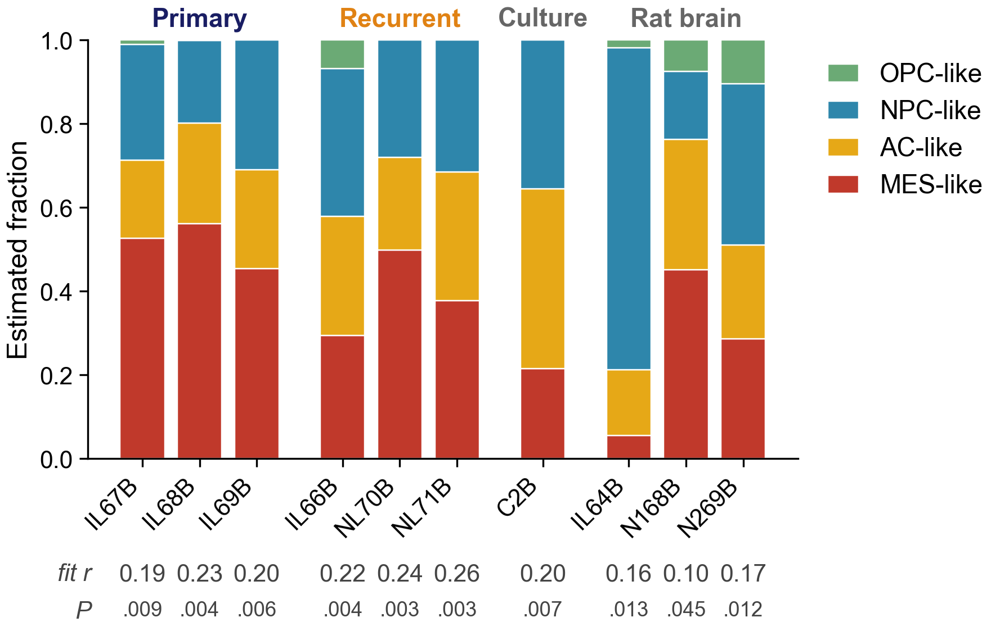 Primary Recurrent Culture Rat brain
1.0
0.8
0.6
0.4
0.2
0.0
Estimated fraction
OPC-like
NPC-like
AC-like
MES-like
IL67B IL68B IL69B IL66B NL70B NL71B C2B IL64B N168B N269B
fit r 0.19 0.23 0.20 0.22 0.24 0.26 0.20 0.16 0.10 0.17
P .009 .004 .006 .004 .003 .003 .007 .013 .045 .012